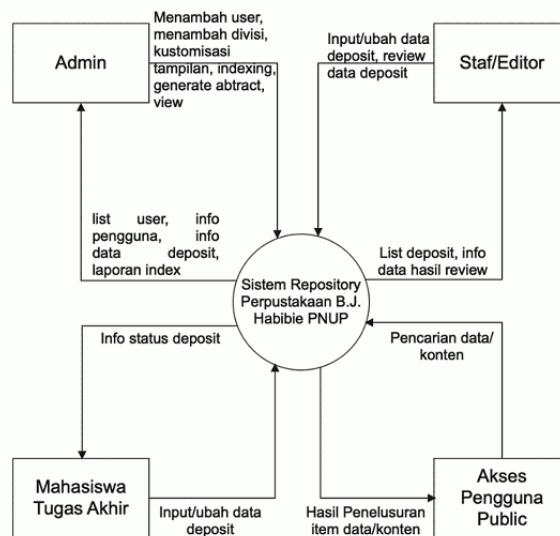 Admin
Menambah user,
menambah divisi,
kustomisasi
tampilan, indexing,
generate abtract,
view
Input/ubah data
deposit, review
data deposit
Staf/Editor
list user, info
pengguna, info
data deposit,
laporan index
Sistem Repository
Perpustakaan B.J.
Habibie PNUP
List deposit, info
data hasil review
Info status deposit
Pencarian data/
konten
Mahasiswa
Tugas Akhir
Input/ubah data
deposit
Hasil Penelusuran
item data/konten
Akses
Pengguna
Public